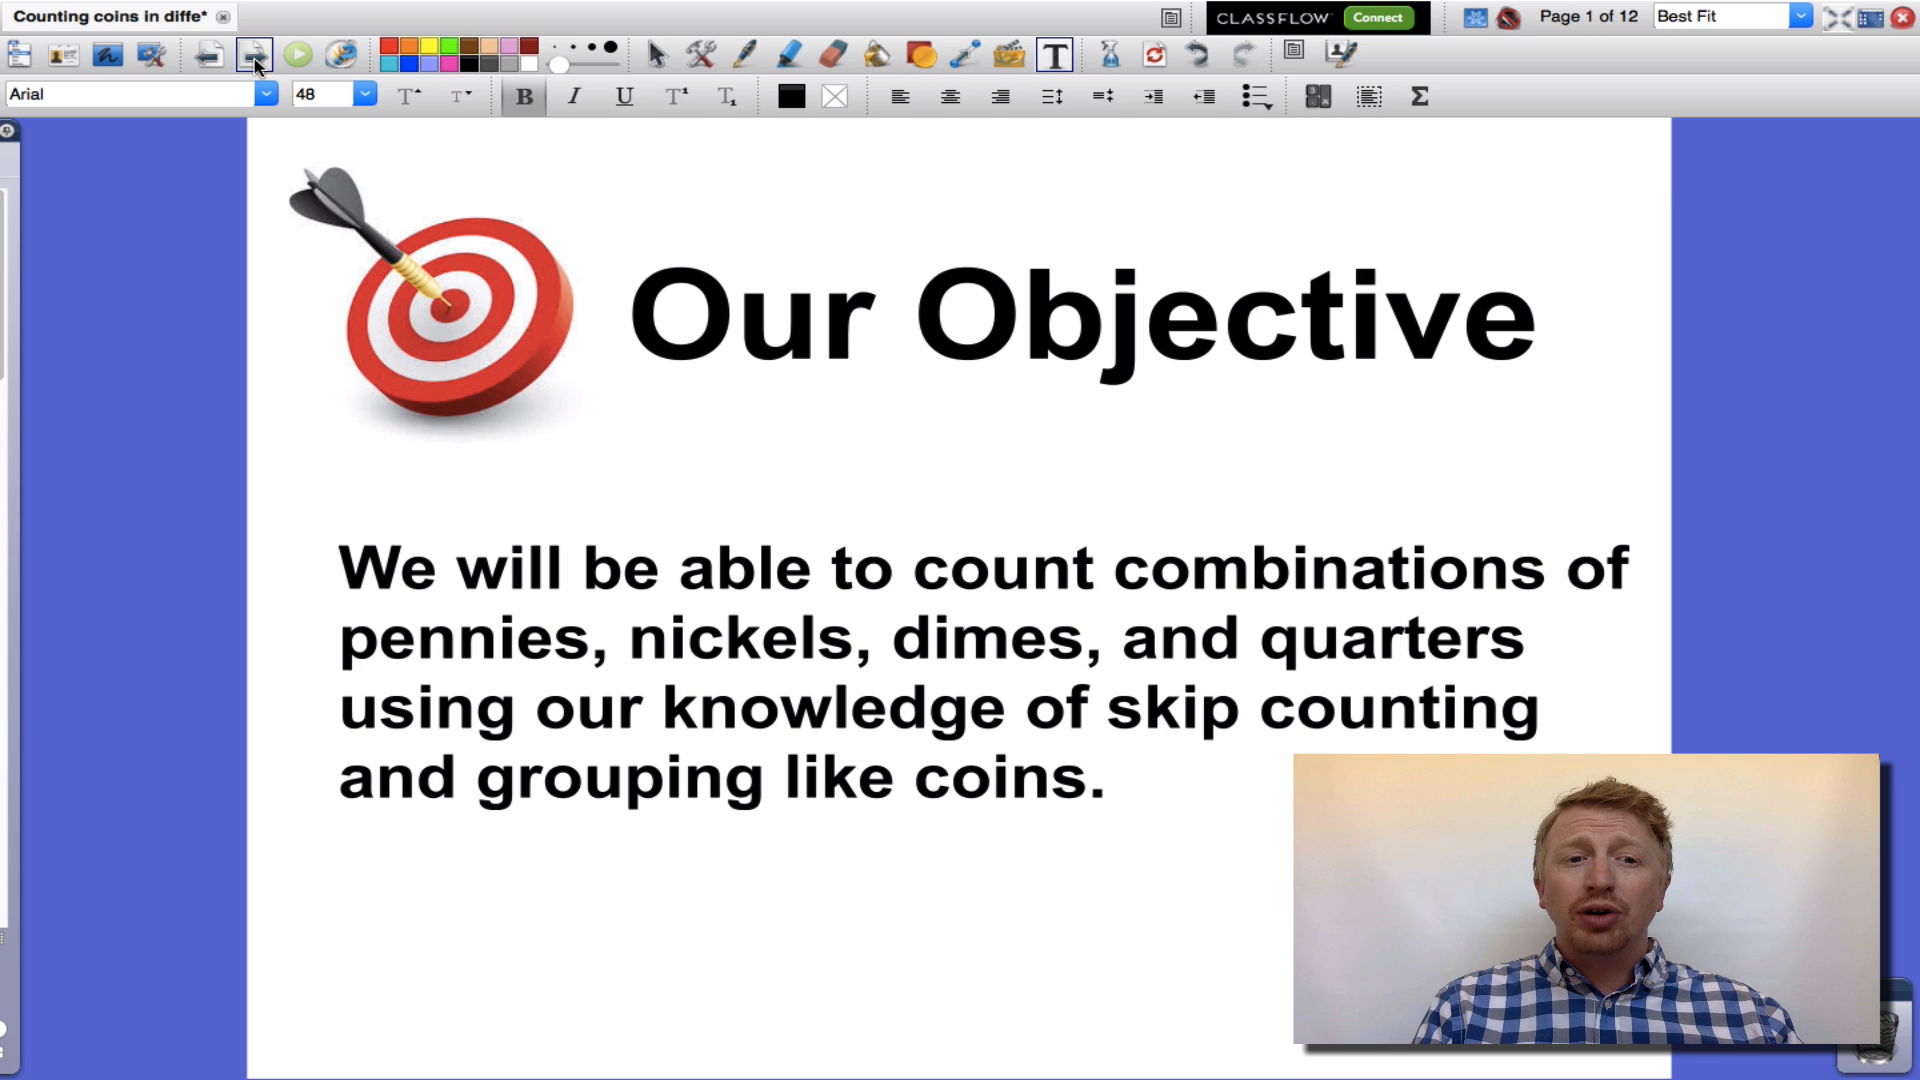 Counting coins in diffe*
CLASSFLOW Connect
Page 1 of 12
Best Fit
T
Arial
48
T T B I U T¹ T₁ Σ
Our Objective
We will be able to count combinations of
pennies, nickels, dimes, and quarters
using our knowledge of skip counting
and grouping like coins.